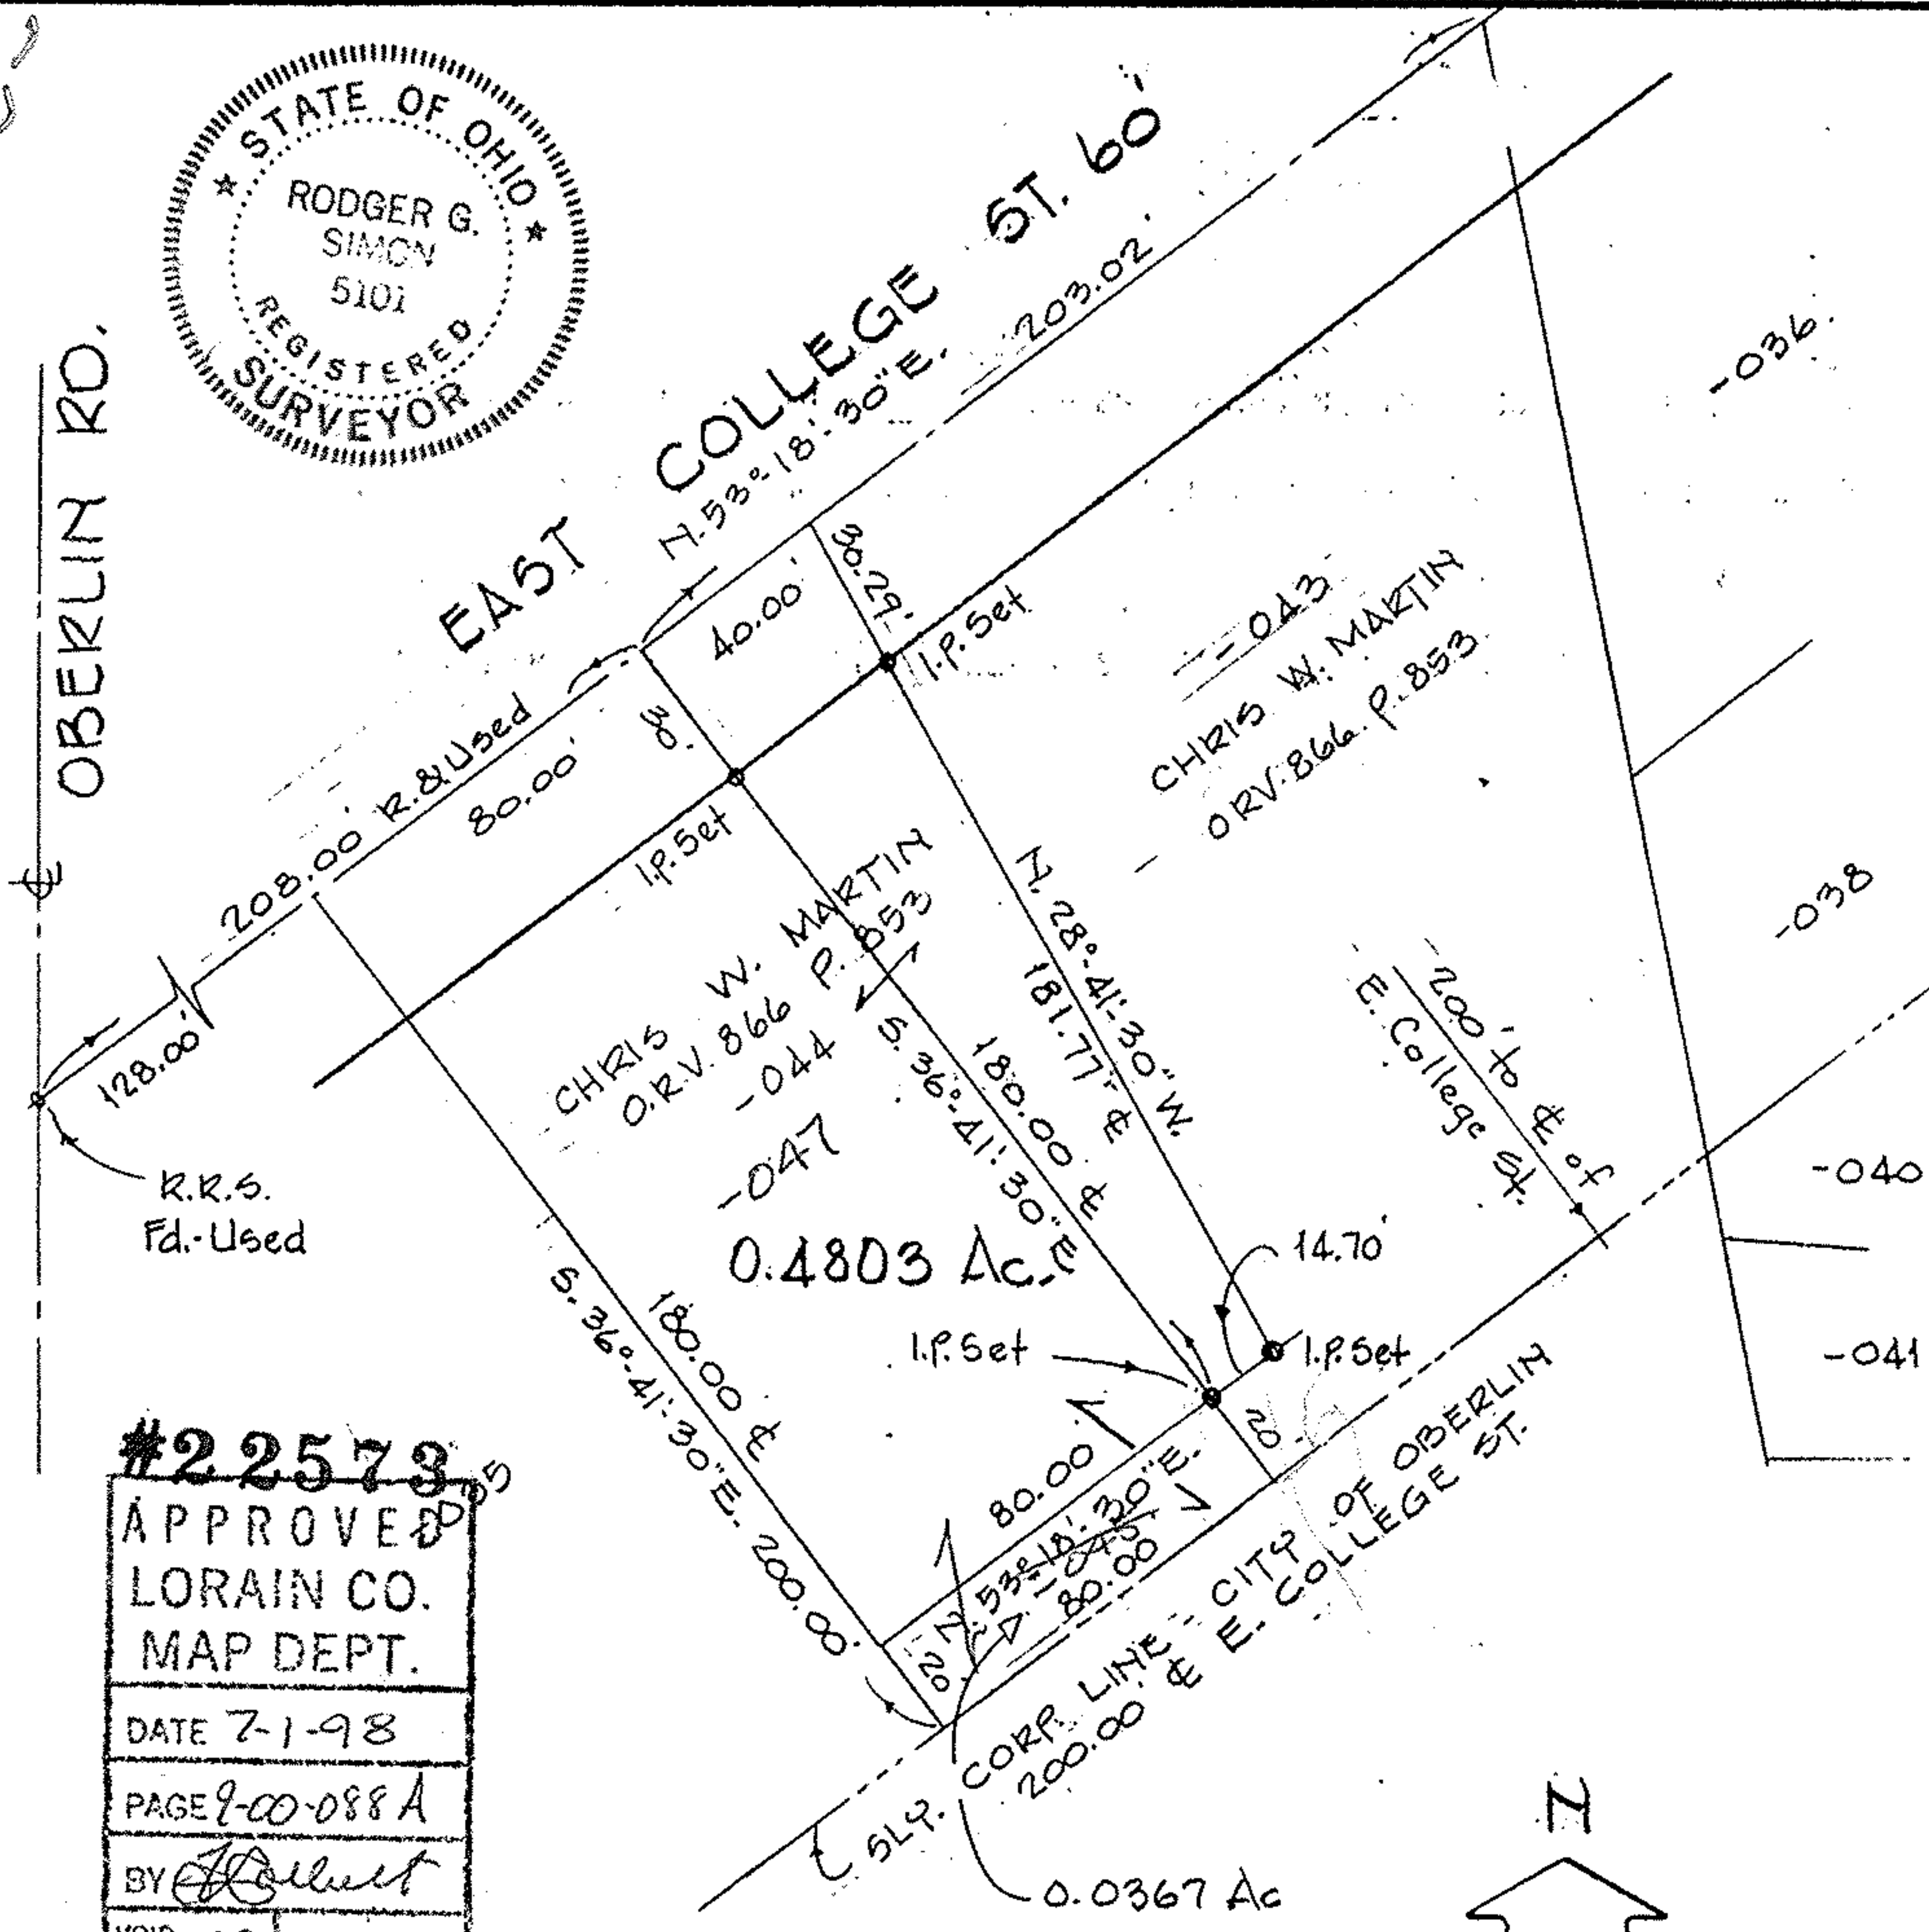 STATE OF OHIO
RODGER G.
SIMON
5101
REGISTERED
SURVEYOR
OBERLIN RD.
EAST COLLEGE ST. 60'
N. 53°-18'-30"E. 203.02
-036
40.00'
30.29'
I.P. Set
-043
CHRIS W. MARTIN
ORV. 866 P. 853
208.00' R. & Used
80.00'
30'
I.P. Set
128.00'
R.R.S.
Fd.-Used
CHRIS W. MARTIN
O.R.V. 866 P. 853
-044
-047
0.4803 Ac.
S. 36°-41'-30"E
180.00 &
N. 28°-41'-30"W.
181.77' &
200' to ℄ of
E. College St.
-038
-040
-041
14.70'
I.P. Set
I.P. Set
180.00 &
S. 36°-41'-30"E. 200.00
80.00
N. 53°-18'-30"E.
-045
80.00
20
20
SLY. CORP. LINE - CITY OF OBERLIN
200.00' ℄ E. COLLEGE ST.
0.0367 Ac
N
#22573
APPROVED
LORAIN CO.
MAP DEPT.
DATE 7-1-98
PAGE 9-00-088 A
BY